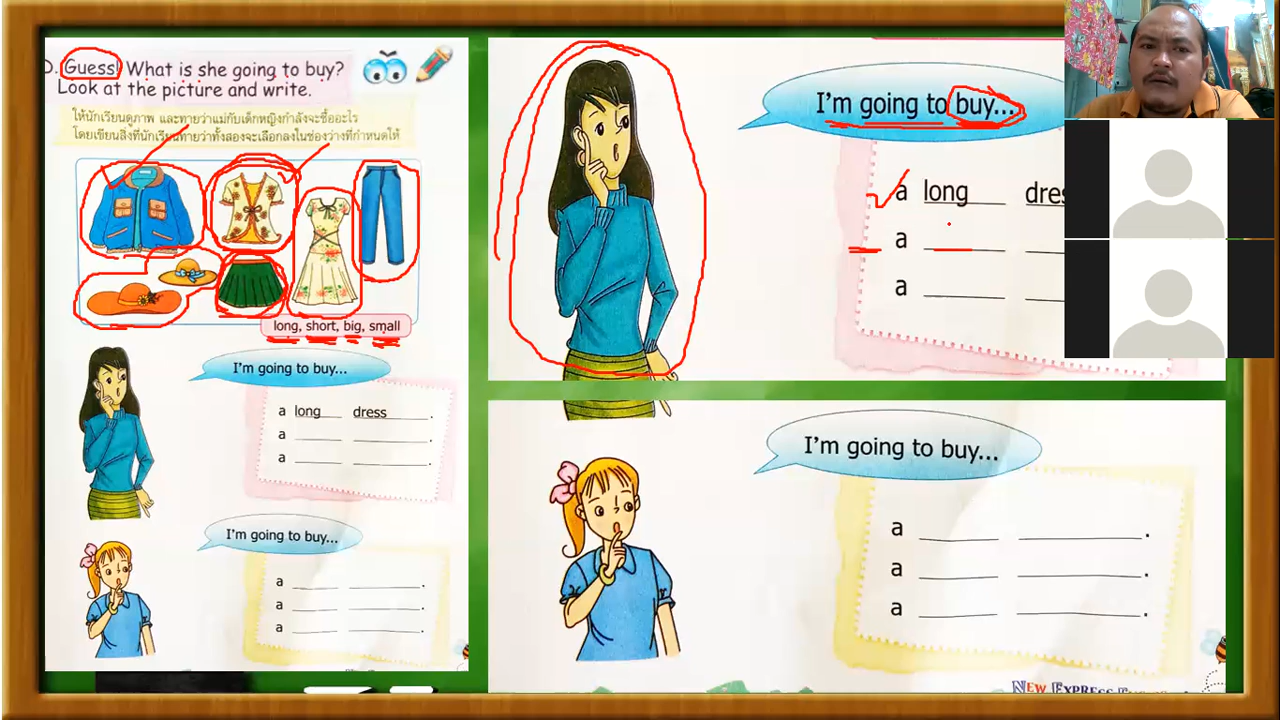 D. Guess! What is she going to buy?
Look at the picture and write.
ให้นักเรียนดูภาพ และทายว่าแม่กับเด็กหญิงกำลังจะซื้ออะไร
โดยเขียนสิ่งที่นักเรียนทายว่าทั้งสองจะเลือกลงในช่องว่างที่กำหนดให้
long, short, big, small
I'm going to buy...
a long dress .
a .
a .
I'm going to buy...
a .
a .
a .
I'm going to buy...
a long
a
a
I'm going to buy...
a .
a .
a .
NEW EXPRESS